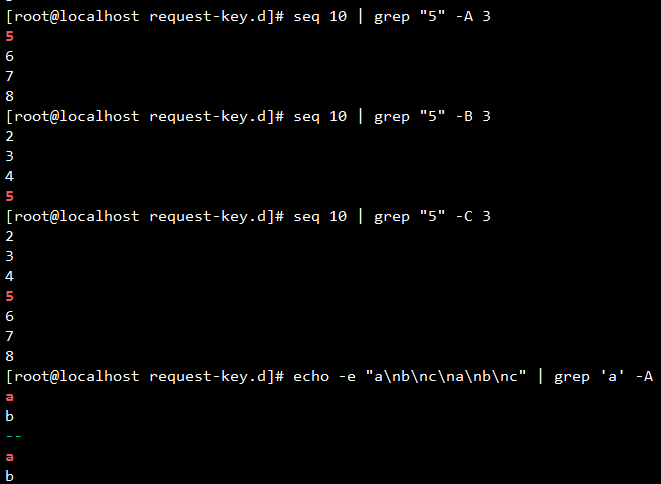 [root@localhost request-key.d]# seq 10 | grep "5" -A 3
5
6
7
8
[root@localhost request-key.d]# seq 10 | grep "5" -B 3
2
3
4
5
[root@localhost request-key.d]# seq 10 | grep "5" -C 3
2
3
4
5
6
7
8
[root@localhost request-key.d]# echo -e "a\nb\nc\na\nb\nc" | grep 'a' -A
a
b
--
a
b